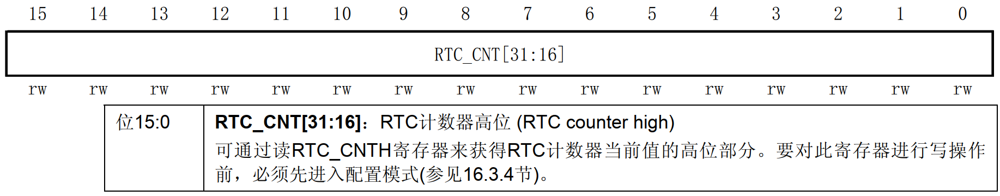 15 14 13 12 11 10 9 8 7 6 5 4 3 2 1 0
RTC_CNT[31:16]
rw rw rw rw rw rw rw rw rw rw rw rw rw rw rw rw
位15:0 RTC_CNT[31:16]：RTC计数器高位 (RTC counter high)
可通过读RTC_CNTH寄存器来获得RTC计数器当前值的高位部分。要对此寄存器进行写操作
前，必须先进入配置模式(参见16.3.4节)。